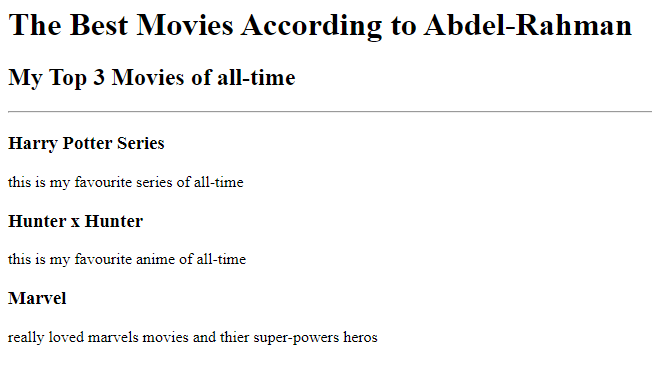 The Best Movies According to Abdel-Rahman
My Top 3 Movies of all-time
Harry Potter Series
this is my favourite series of all-time
Hunter x Hunter
this is my favourite anime of all-time
Marvel
really loved marvels movies and thier super-powers heros